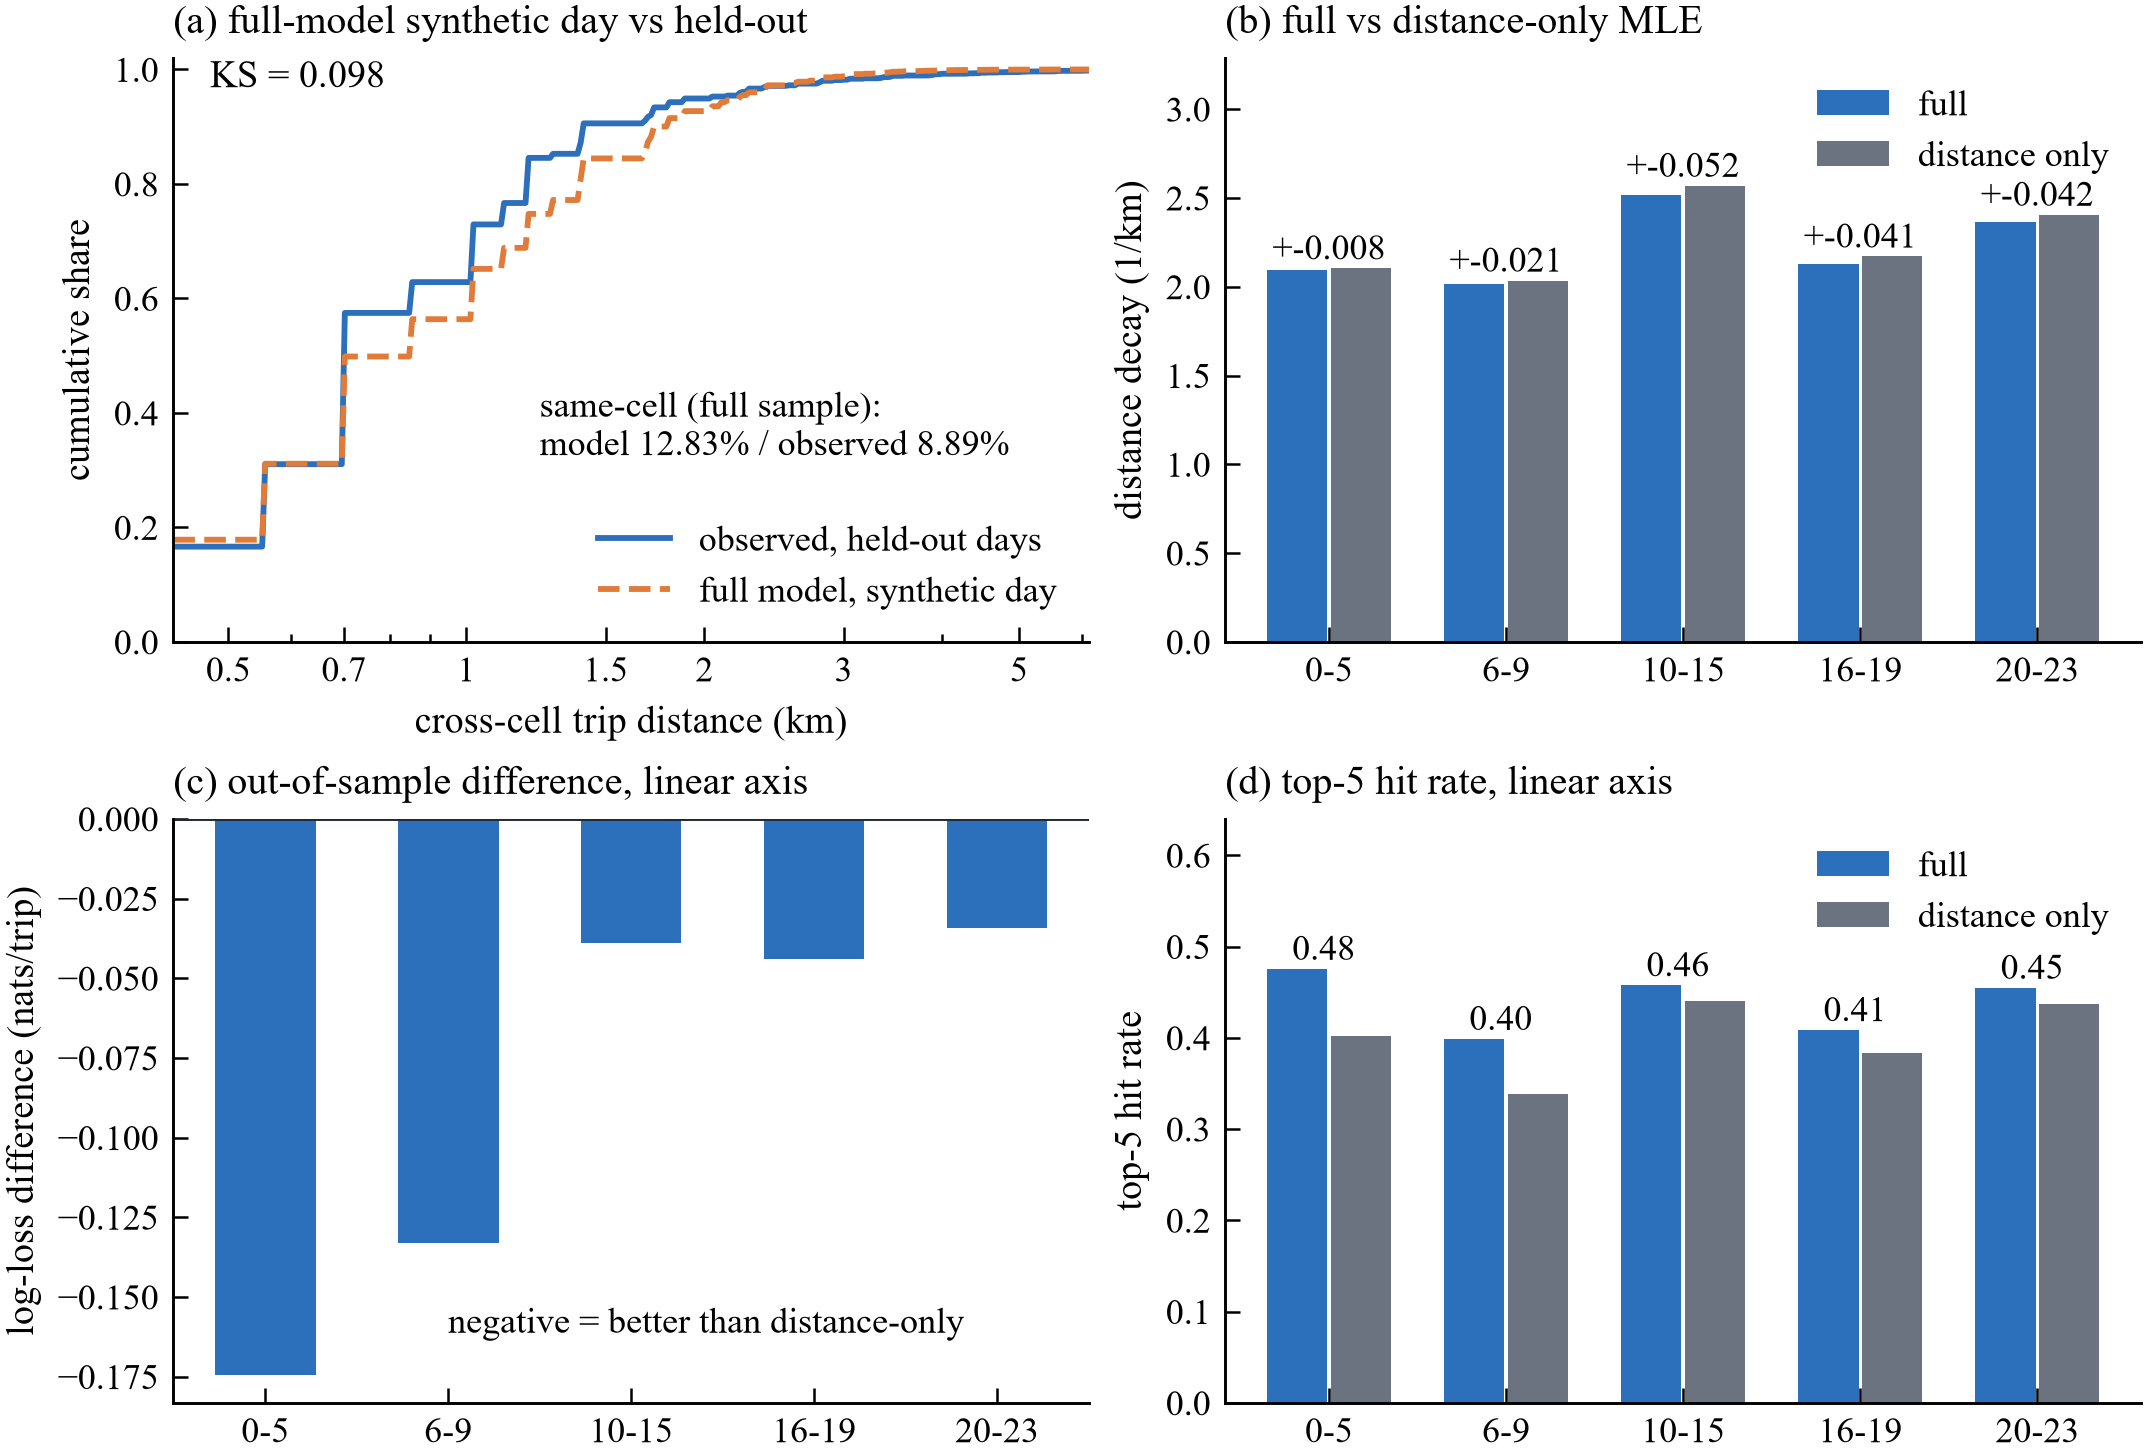 (a) full-model synthetic day vs held-out
KS = 0.098
1.0
0.8
0.6
0.4
0.2
0.0
cumulative share
same-cell (full sample):
model 12.83% / observed 8.89%
observed, held-out days
full model, synthetic day
0.5 0.7 1 1.5 2 3 5
cross-cell trip distance (km)
(b) full vs distance-only MLE
full
distance only
3.0
2.5
2.0
1.5
1.0
0.5
0.0
distance decay (1/km)
+-0.008 +-0.021 +-0.052 +-0.041 +-0.042
0-5 6-9 10-15 16-19 20-23
(c) out-of-sample difference, linear axis
0.000
−0.025
−0.050
−0.075
−0.100
−0.125
−0.150
−0.175
log-loss difference (nats/trip)
negative = better than distance-only
0-5 6-9 10-15 16-19 20-23
(d) top-5 hit rate, linear axis
full
distance only
0.6
0.5
0.4
0.3
0.2
0.1
0.0
top-5 hit rate
0.48 0.40 0.46 0.41 0.45
0-5 6-9 10-15 16-19 20-23